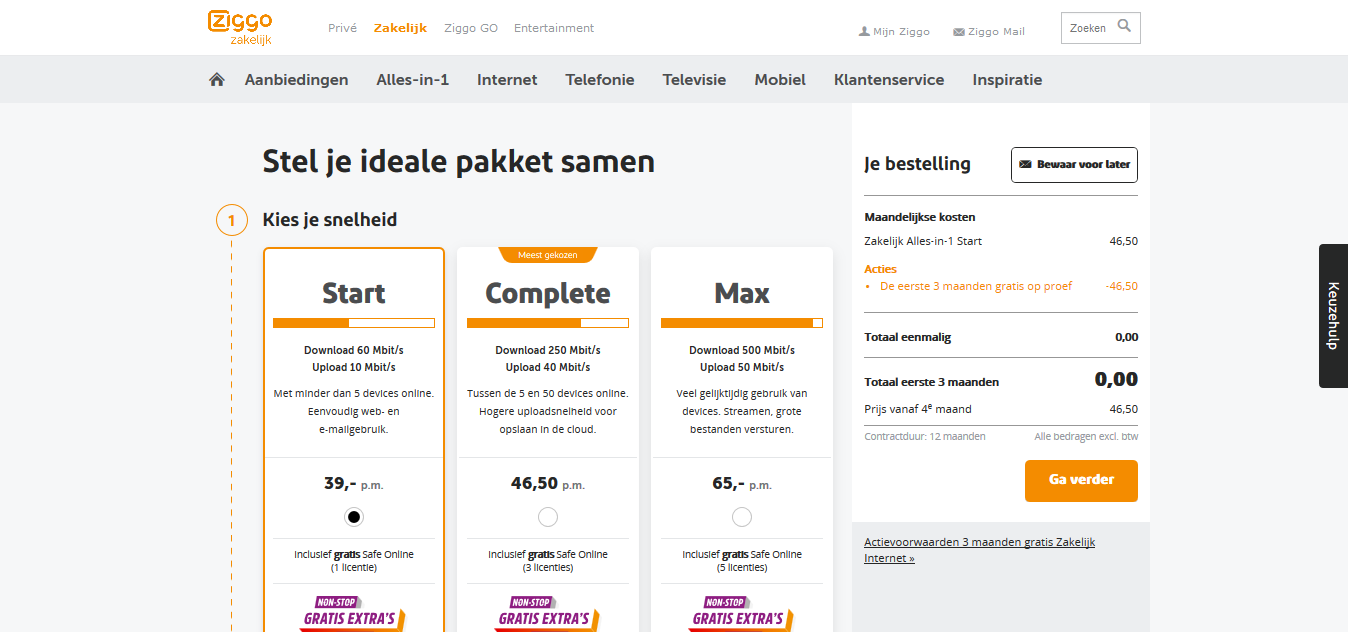 Ziggo
zakelijk
Privé Zakelijk Ziggo GO Entertainment
Mijn Ziggo Ziggo Mail Zoeken
Aanbiedingen Alles-in-1 Internet Telefonie Televisie Mobiel Klantenservice Inspiratie
Stel je ideale pakket samen
1 Kies je snelheid
Start
Download 60 Mbit/s
Upload 10 Mbit/s
Met minder dan 5 devices online.
Eenvoudig web- en
e-mailgebruik.
39,- p.m.
Inclusief gratis Safe Online
(1 licentie)
NON-STOP
GRATIS EXTRA'S
Meest gekozen
Complete
Download 250 Mbit/s
Upload 40 Mbit/s
Tussen de 5 en 50 devices online.
Hogere uploadsnelheid voor
opslaan in de cloud.
46,50 p.m.
Inclusief gratis Safe Online
(3 licenties)
NON-STOP
GRATIS EXTRA'S
Max
Download 500 Mbit/s
Upload 50 Mbit/s
Veel gelijktijdig gebruik van
devices. Streamen, grote
bestanden versturen.
65,- p.m.
Inclusief gratis Safe Online
(5 licenties)
NON-STOP
GRATIS EXTRA'S
Je bestelling Bewaar voor later
Maandelijkse kosten
Zakelijk Alles-in-1 Start 46,50
Acties
• De eerste 3 maanden gratis op proef -46,50
Totaal eenmalig 0,00
Totaal eerste 3 maanden 0,00
Prijs vanaf 4e maand 46,50
Contractduur: 12 maanden Alle bedragen excl. btw
Ga verder
Actievoorwaarden 3 maanden gratis Zakelijk
Internet »
Keuzehulp